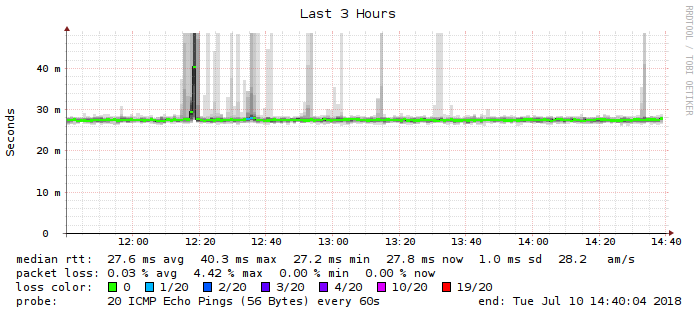 Last 3 Hours
RRDTOOL / TOBI OETIKER
Seconds
40 m
30 m
20 m
10 m
0
12:00 12:20 12:40 13:00 13:20 13:40 14:00 14:20 14:40
median rtt: 27.6 ms avg 40.3 ms max 27.2 ms min 27.8 ms now 1.0 ms sd 28.2 am/s
packet loss: 0.03 % avg 4.42 % max 0.00 % min 0.00 % now
loss color: 0 1/20 2/20 3/20 4/20 10/20 19/20
probe: 20 ICMP Echo Pings (56 Bytes) every 60s end: Tue Jul 10 14:40:04 2018